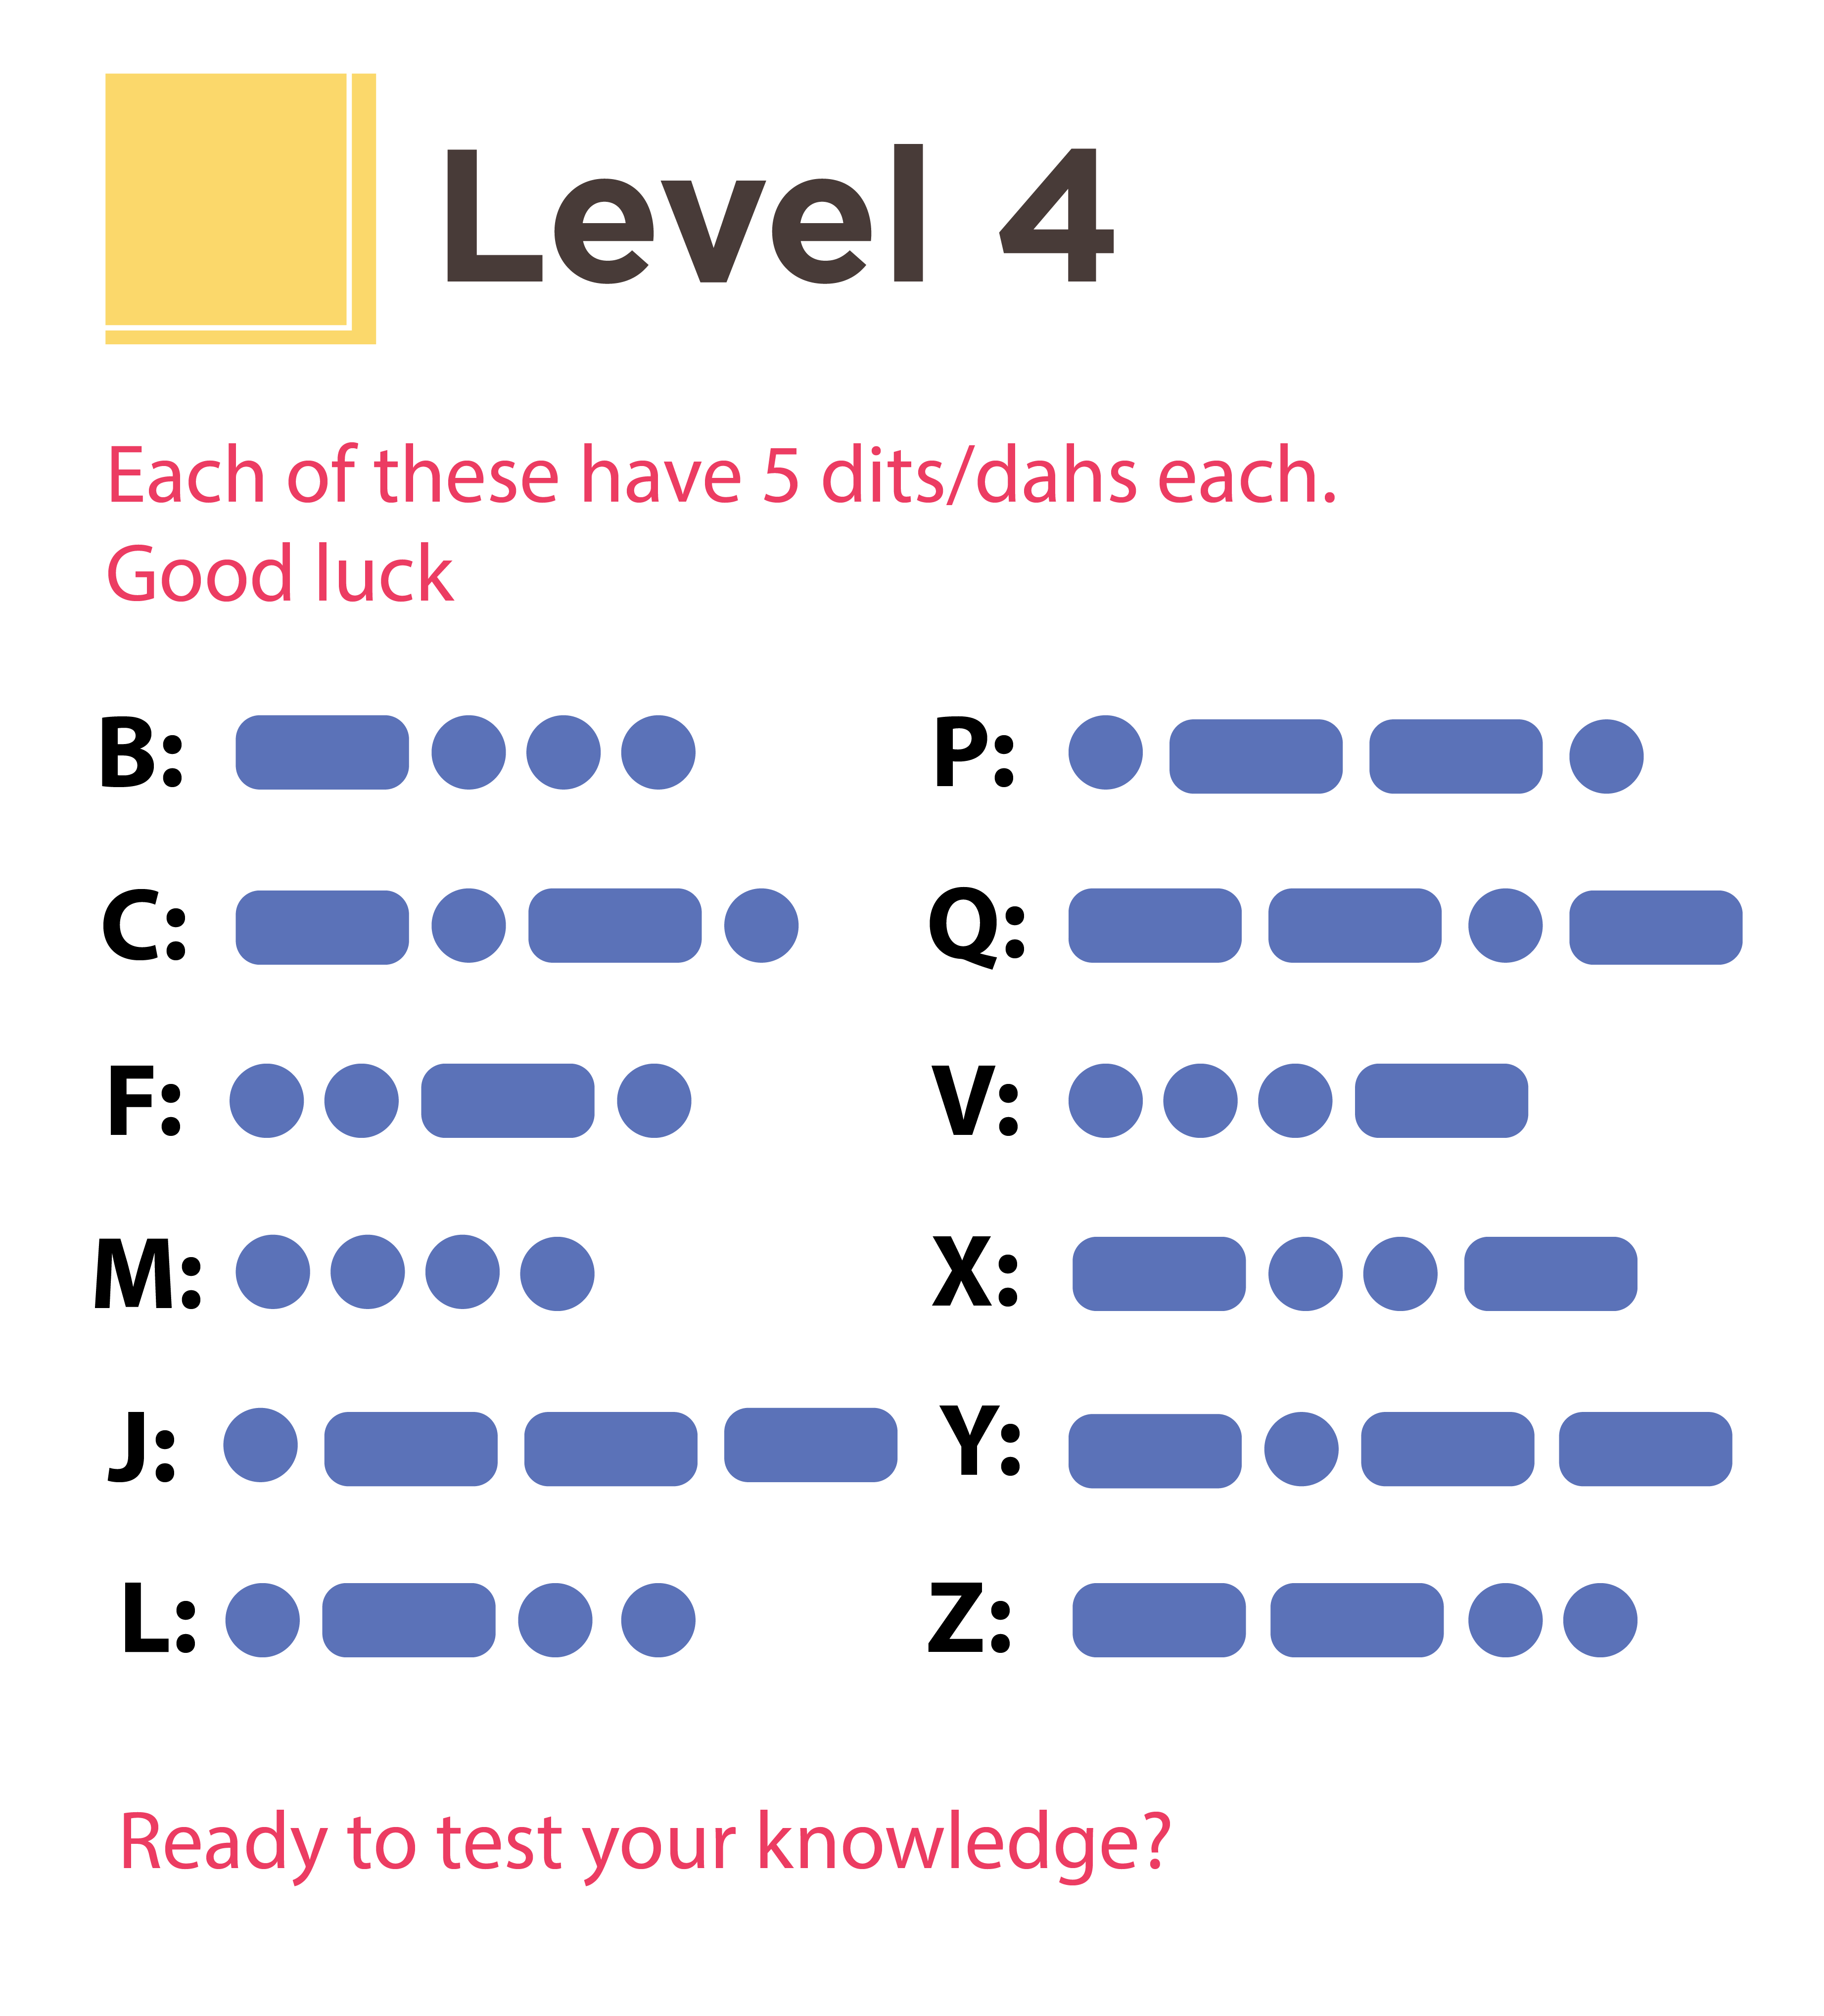 Level 4
Each of these have 5 dits/dahs each.
Good luck
B:
C:
F:
M:
J:
L:
P:
Q:
V:
X:
Y:
Z:
Ready to test your knowledge?